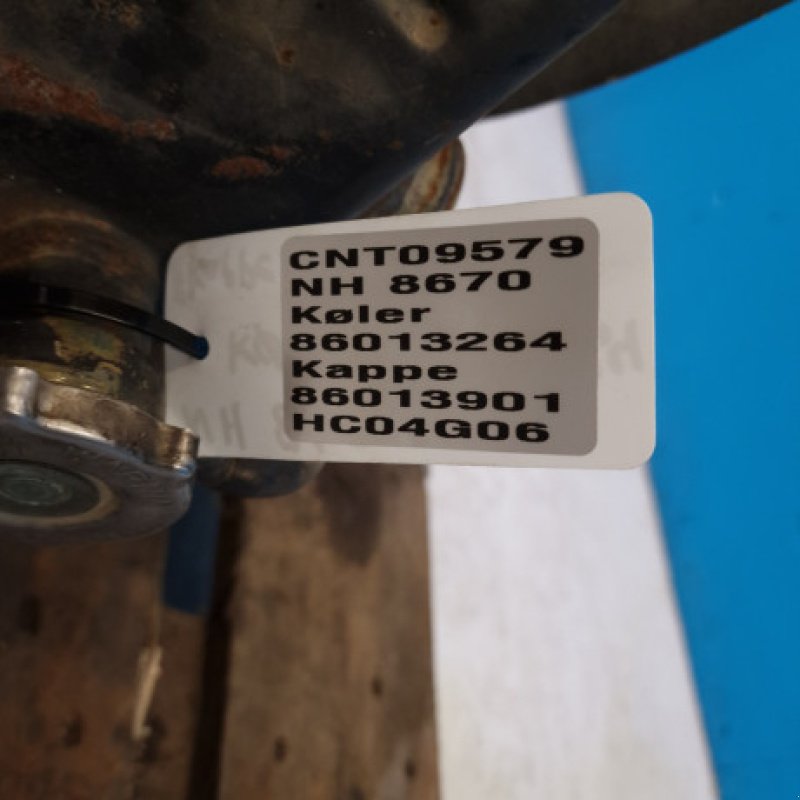 CNT09579
NH 8670
Køler
86013264
Kappe
86013901
HC04G06